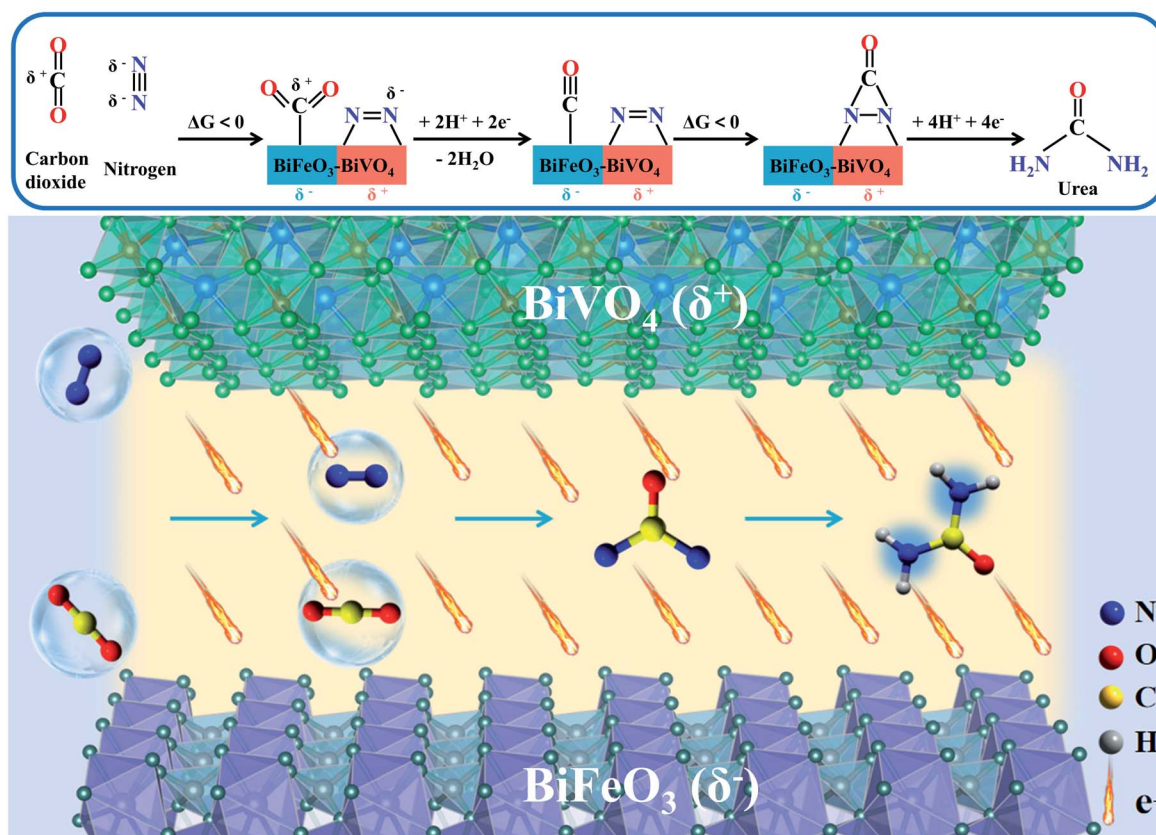 O
δ+ C
O
Carbon
dioxide
δ- N
δ- N
Nitrogen
ΔG < 0
O δ+ O
C
N=N δ-
BiFeO3-BiVO4
δ- δ+
+ 2H+ + 2e-
- 2H2O
O
C
N=N
BiFeO3-BiVO4
δ- δ+
ΔG < 0
O
C
N N
BiFeO3-BiVO4
δ- δ+
+ 4H+ + 4e-
O
C
H2N NH2
Urea
BiVO4 (δ+)
N
O
C
H
e-
BiFeO3 (δ-)